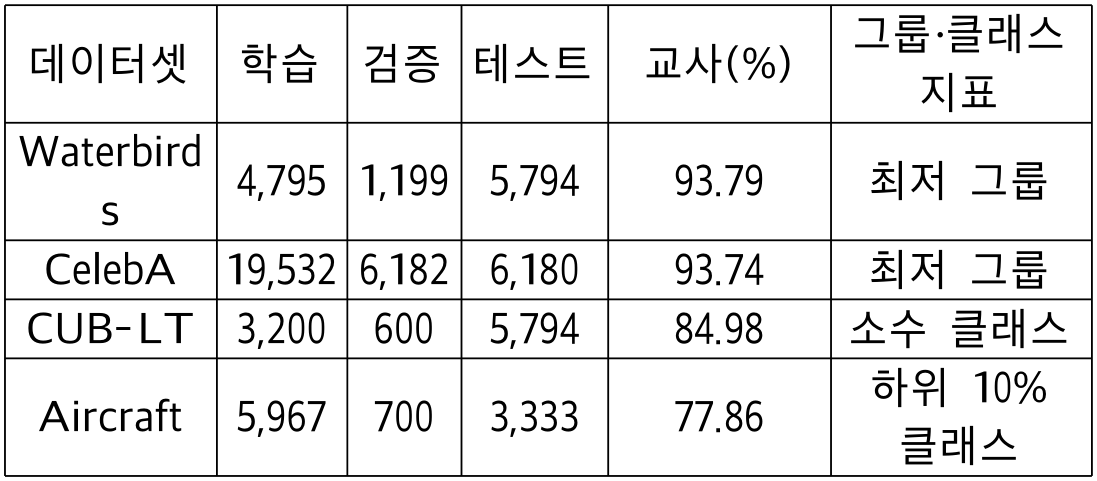 데이터셋 학습 검증 테스트 교사(%) 그룹·클래스
지표
Waterbird
s 4,795 1,199 5,794 93.79 최저 그룹
CelebA 19,532 6,182 6,180 93.74 최저 그룹
CUB-LT 3,200 600 5,794 84.98 소수 클래스
Aircraft 5,967 700 3,333 77.86 하위 10%
클래스